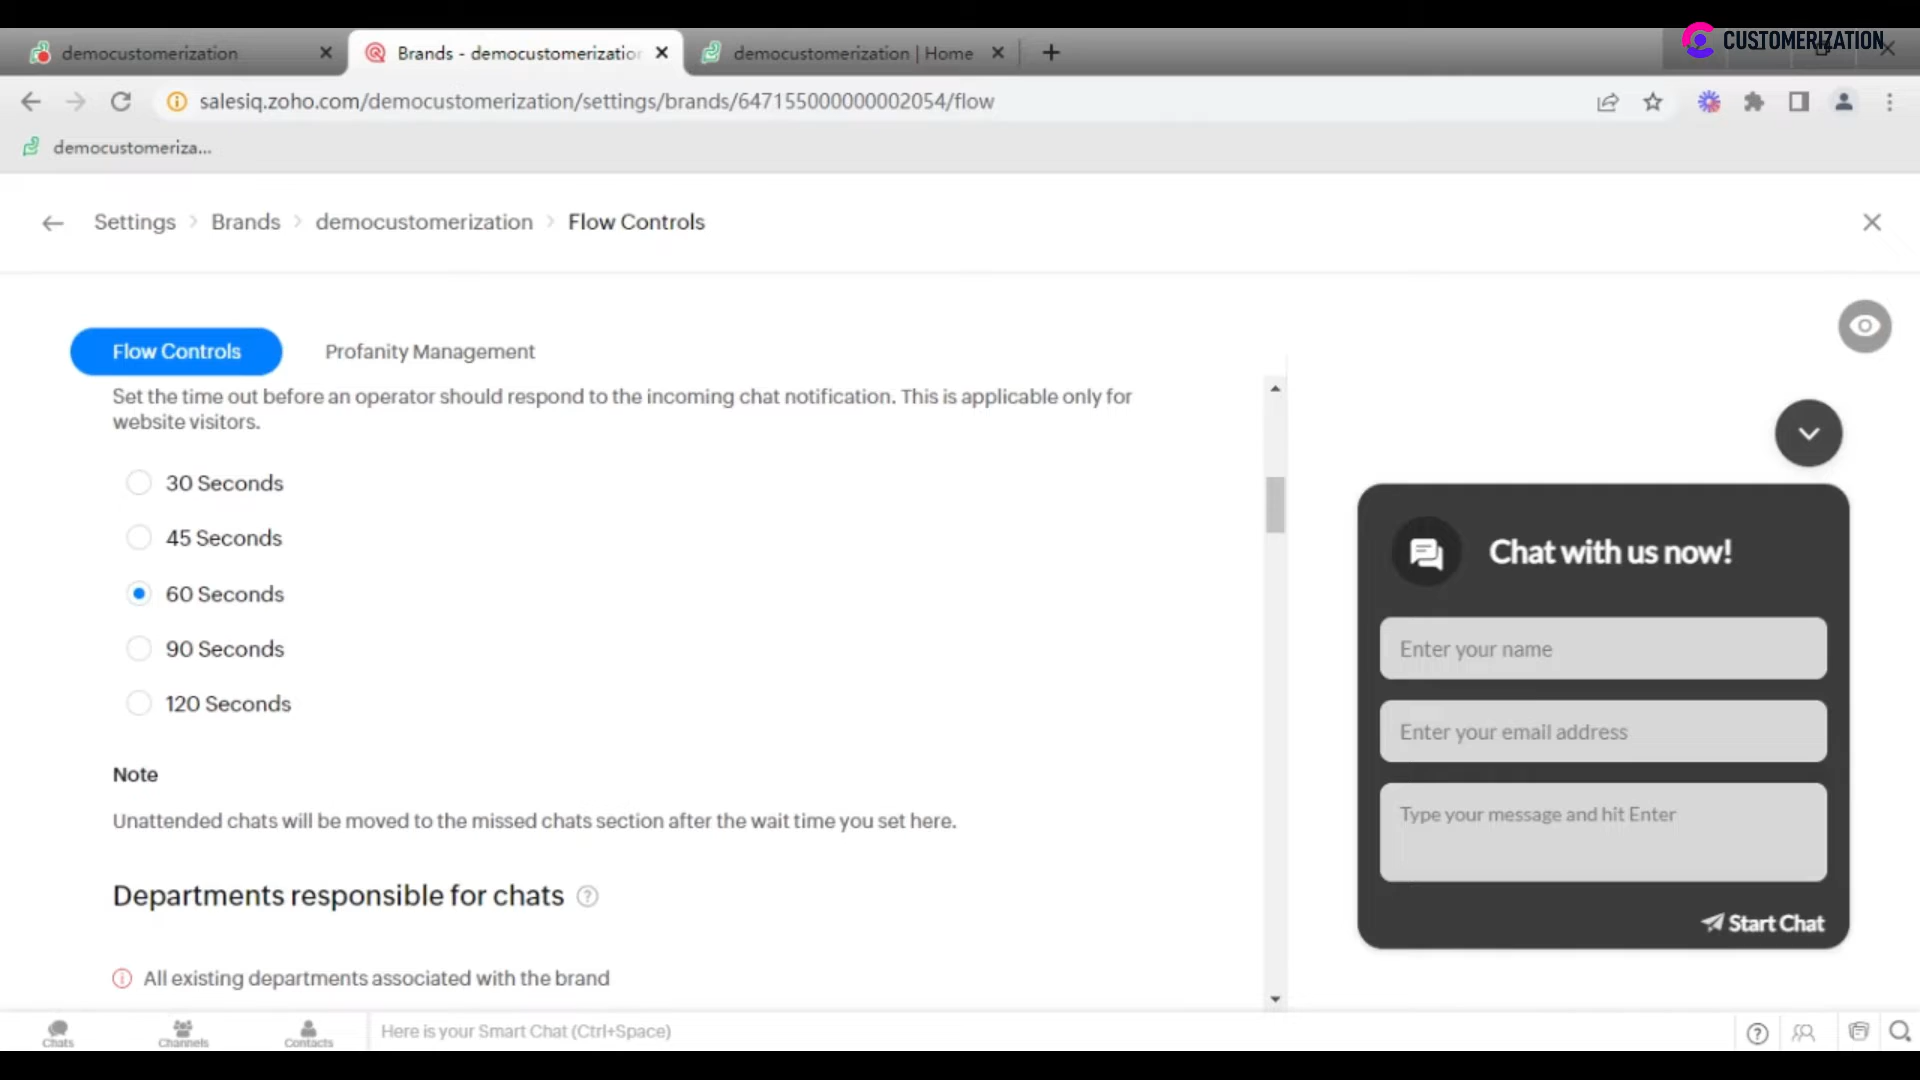 democustomerization
Brands - democustomerization
democustomerization | Home
CUSTOMERIZATION
salesiq.zoho.com/democustomerization/settings/brands/647155000000002054/flow
democustomeriza...
Settings
Brands
democustomerization
Flow Controls
Flow Controls
Profanity Management
Set the time out before an operator should respond to the incoming chat notification. This is applicable only for
website visitors.
30 Seconds
45 Seconds
60 Seconds
90 Seconds
120 Seconds
Note
Unattended chats will be moved to the missed chats section after the wait time you set here.
Departments responsible for chats
All existing departments associated with the brand
Chat with us now!
Enter your name
Enter your email address
Type your message and hit Enter
Start Chat
Chats
Channels
Contacts
Here is your Smart Chat (Ctrl+Space)